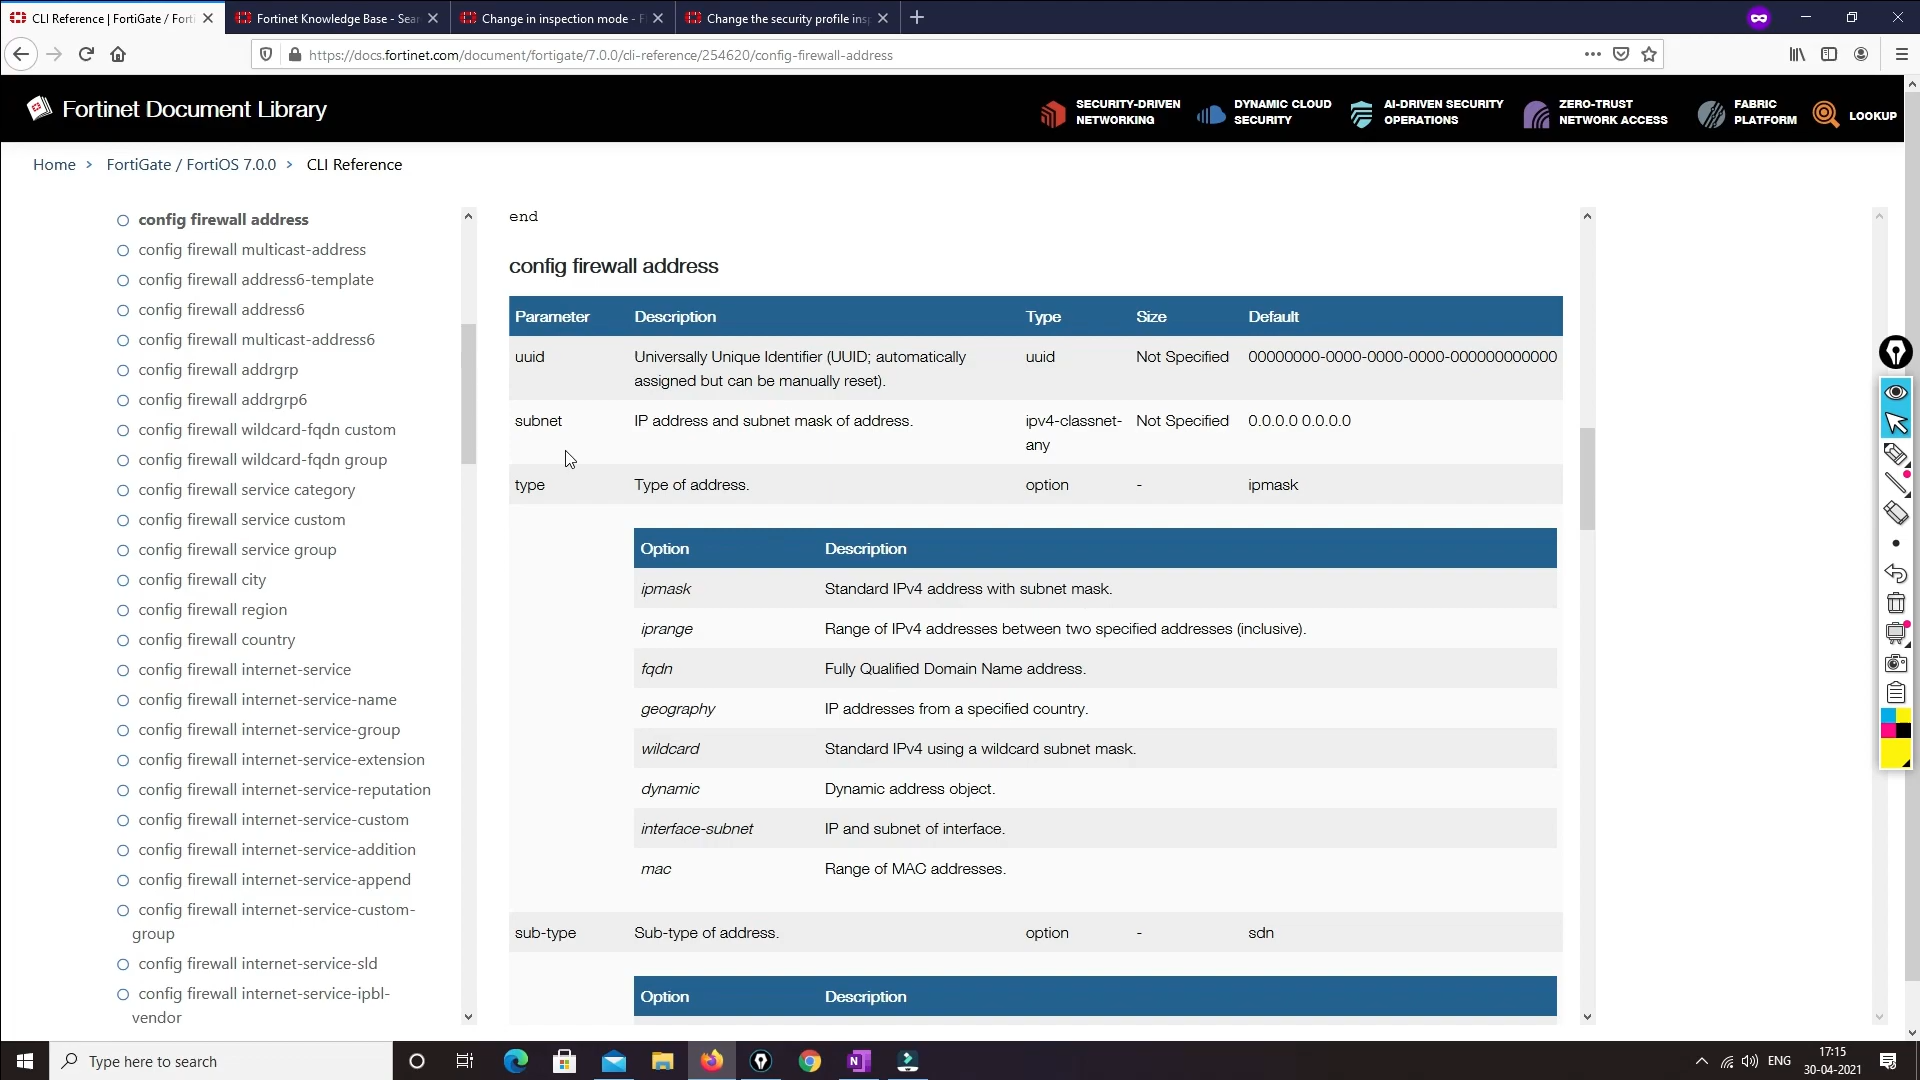 CLI Reference | FortiGate / Forti
Fortinet Knowledge Base - Sear
Change in inspection mode - F
Change the security profile insp
https://docs.fortinet.com/document/fortigate/7.0.0/cli-reference/254620/config-firewall-address
Fortinet Document Library
SECURITY-DRIVEN
NETWORKING
DYNAMIC CLOUD
SECURITY
AI-DRIVEN SECURITY
OPERATIONS
ZERO-TRUST
NETWORK ACCESS
FABRIC
PLATFORM
LOOKUP
Home > FortiGate / FortiOS 7.0.0 > CLI Reference
config firewall address
config firewall multicast-address
config firewall address6-template
config firewall address6
config firewall multicast-address6
config firewall addrgrp
config firewall addrgrp6
config firewall wildcard-fqdn custom
config firewall wildcard-fqdn group
config firewall service category
config firewall service custom
config firewall service group
config firewall city
config firewall region
config firewall country
config firewall internet-service
config firewall internet-service-name
config firewall internet-service-group
config firewall internet-service-extension
config firewall internet-service-reputation
config firewall internet-service-custom
config firewall internet-service-addition
config firewall internet-service-append
config firewall internet-service-custom-
group
config firewall internet-service-sld
config firewall internet-service-ipbl-
vendor
end
config firewall address
Parameter Description Type Size Default
uuid Universally Unique Identifier (UUID; automatically uuid Not Specified 00000000-0000-0000-0000-000000000000
assigned but can be manually reset).
subnet IP address and subnet mask of address. ipv4-classnet- Not Specified 0.0.0.0 0.0.0.0
any
type Type of address. option - ipmask
Option Description
ipmask Standard IPv4 address with subnet mask.
iprange Range of IPv4 addresses between two specified addresses (inclusive).
fqdn Fully Qualified Domain Name address.
geography IP addresses from a specified country.
wildcard Standard IPv4 using a wildcard subnet mask.
dynamic Dynamic address object.
interface-subnet IP and subnet of interface.
mac Range of MAC addresses.
sub-type Sub-type of address. option - sdn
Option Description
Type here to search
ENG
17:15
30-04-2021